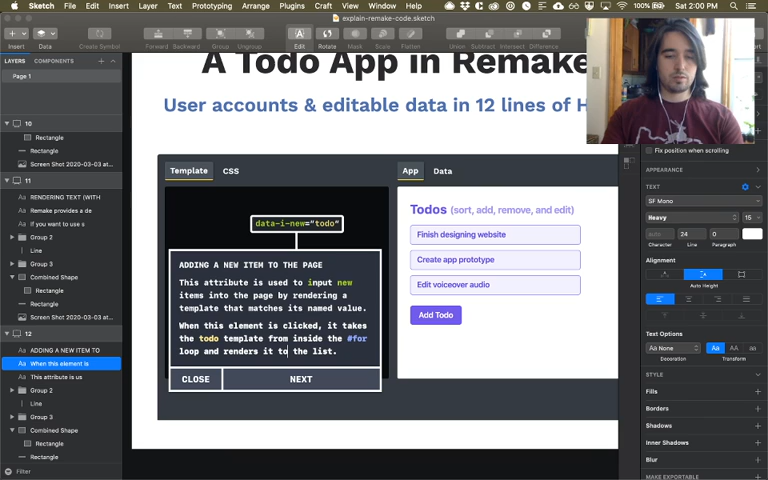 Sketch File Edit Insert Layer Text Prototyping Arrange Plugins Craft View Window Help
100% Sat 2:00 PM
explain-remake-code.sketch
Insert Data Create Symbol Forward Backward Group Ungroup Edit Rotate Mask Scale Flatten Union Subtract Intersect Difference
LAYERS COMPONENTS
Page 1
10
Rectangle
Rectangle
Screen Shot 2020-03-03 at...
11
Aa RENDERING TEXT (WITH
Aa Remake provides a de
Aa if you want to use s
Group 2
Line
Group 3
Combined Shape
Rectangle
Rectangle
Screen Shot 2020-03-03 at...
12
Aa ADDING A NEW ITEM TO
Aa When this element is
Aa This attribute is us
Group 2
Line
Group 3
Combined Shape
Rectangle
Rectangle
Filter
A Todo App in Remake
User accounts & editable data in 12 lines of H
Template CSS
data-i-new="todo"
ADDING A NEW ITEM TO THE PAGE
This attribute is used to input new
items into the page by rendering a
template that matches its named value.
When this element is clicked, it takes
the todo template from inside the #for
loop and renders it to the list.
CLOSE NEXT
App Data
Todos (sort, add, remove, and edit)
Finish designing website
Create app prototype
Edit voiceover audio
Add Todo
Fix position when scrolling
APPEARANCE
TEXT
SF Mono
Heavy 15
auto 24 0
Character Line Paragraph
Alignment
Auto Height
Text Options
Aa None Aa AA aa
Decoration Transform
STYLE
Fills
Borders
Shadows
Inner Shadows
Blur
MAKE EXPORTABLE